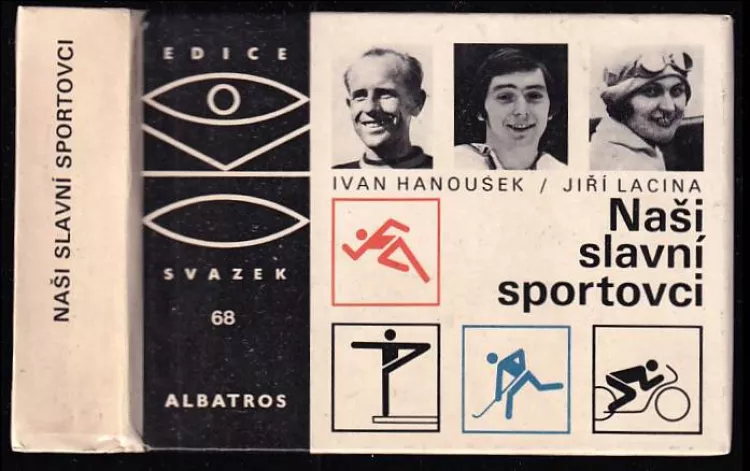 NAŠI SLAVNÍ SPORTOVCI
EDICE
SVAZEK
68
ALBATROS
IVAN HANOUŠEK / JIŘÍ LACINA
Naši
slavní
sportovci